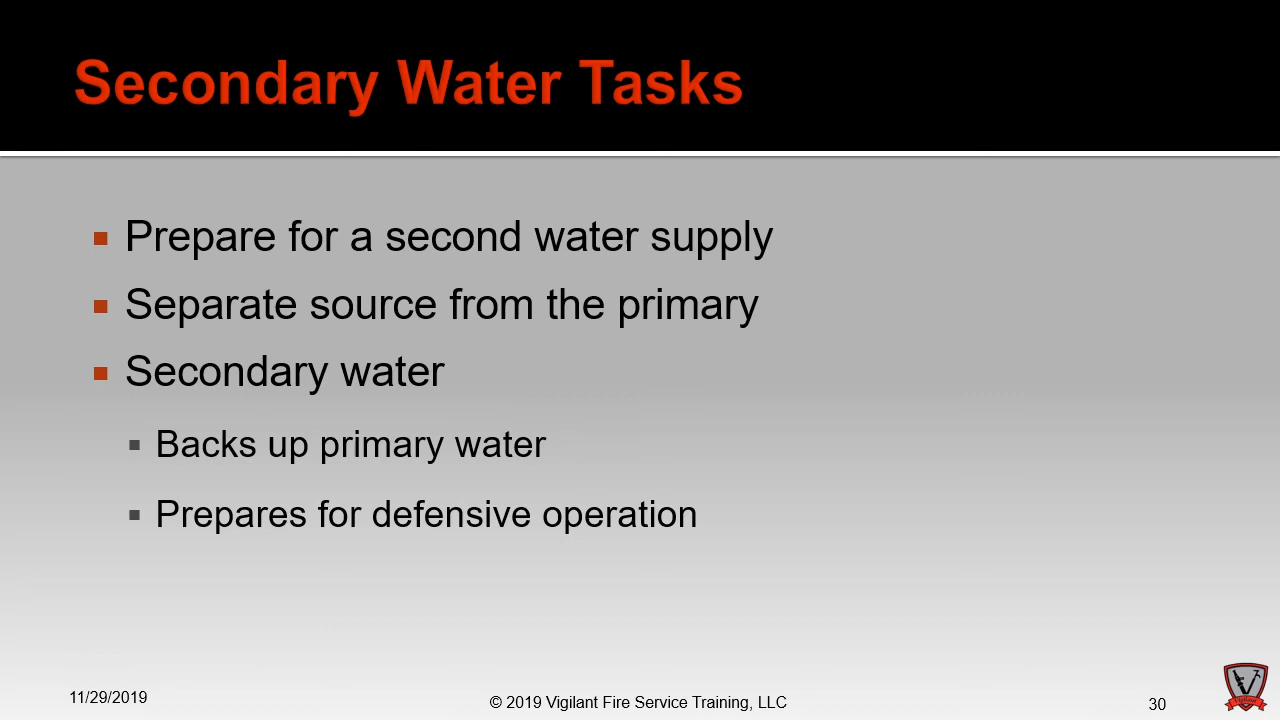 Secondary Water Tasks
Prepare for a second water supply
Separate source from the primary
Secondary water
Backs up primary water
Prepares for defensive operation
11/29/2019
© 2019 Vigilant Fire Service Training, LLC
30
Vigilant